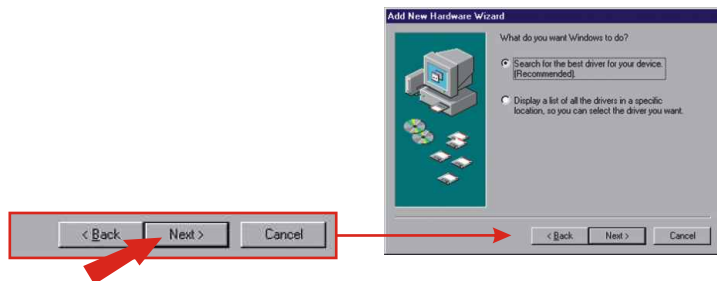 Add New Hardware Wizard
What do you want Windows to do?
Search for the best driver for your device.
(Recommended).
Display a list of all the drivers in a specific
location, so you can select the driver you want.
< Back
Next >
Cancel
< Back
Next >
Cancel